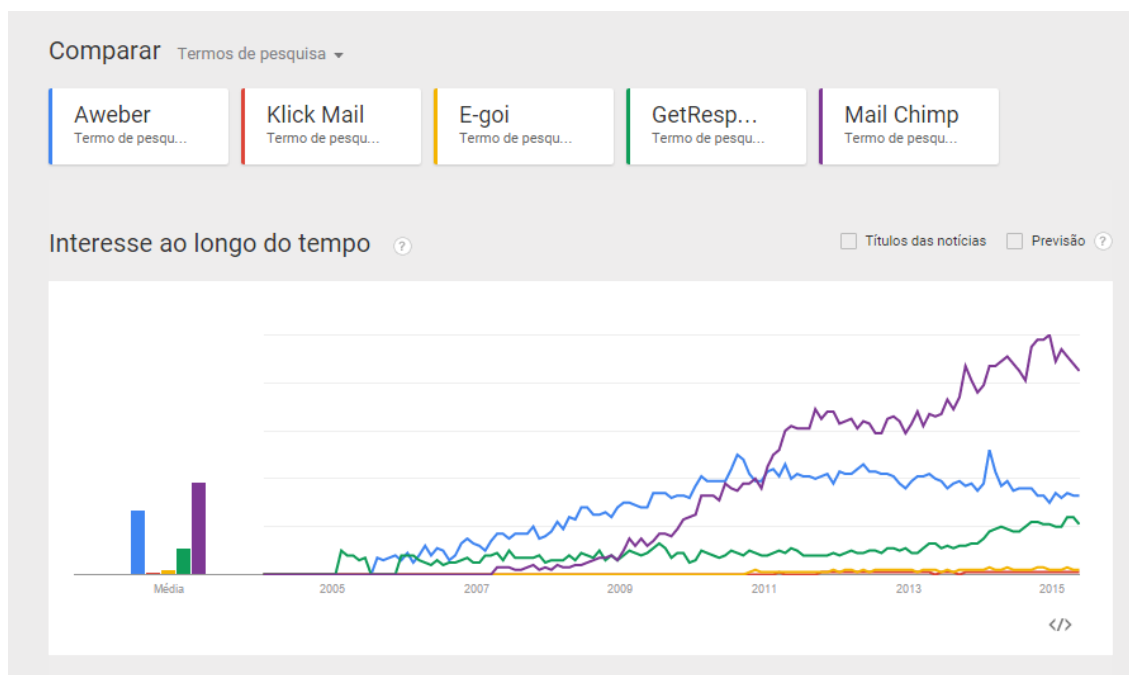 Comparar Termos de pesquisa
Aweber Klick Mail E-goi GetResp... Mail Chimp
Termo de pesqu... Termo de pesqu... Termo de pesqu... Termo de pesqu... Termo de pesqu...
Interesse ao longo do tempo ? Títulos das notícias Previsão ?
Média 2005 2007 2009 2011 2013 2015
</>